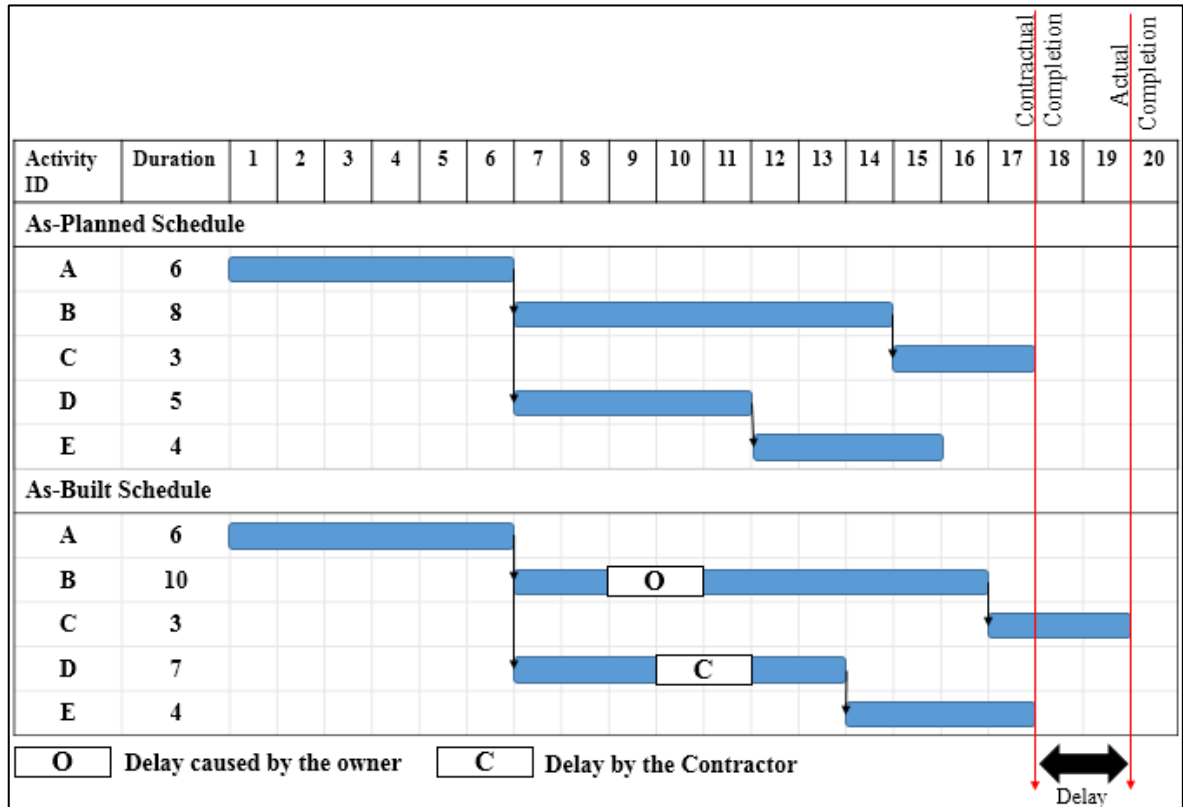 Contractual
Completion
Actual
Completion
Activity ID Duration 1 2 3 4 5 6 7 8 9 10 11 12 13 14 15 16 17 18 19 20
As-Planned Schedule
A 6
B 8
C 3
D 5
E 4
As-Built Schedule
A 6
B 10 O
C 3
D 7 C
E 4
O Delay caused by the owner C Delay by the Contractor
Delay